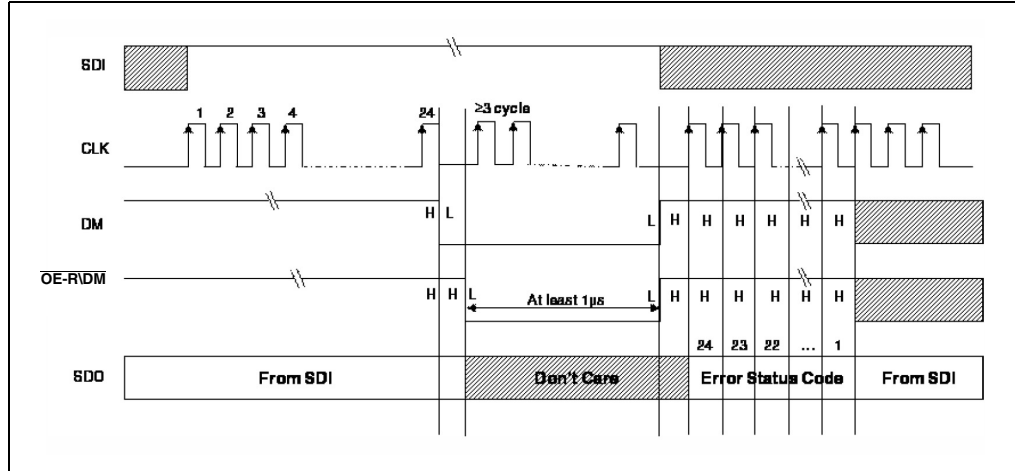 SDI
1 2 3 4 24 ≥3 cycle
CLK
H L L H H H H H H
DM
OE-R\DM
H H L At least 1µs L H H H H H H
24 23 22 ... 1
SDO From SDI Don't Care Error Status Code From SDI